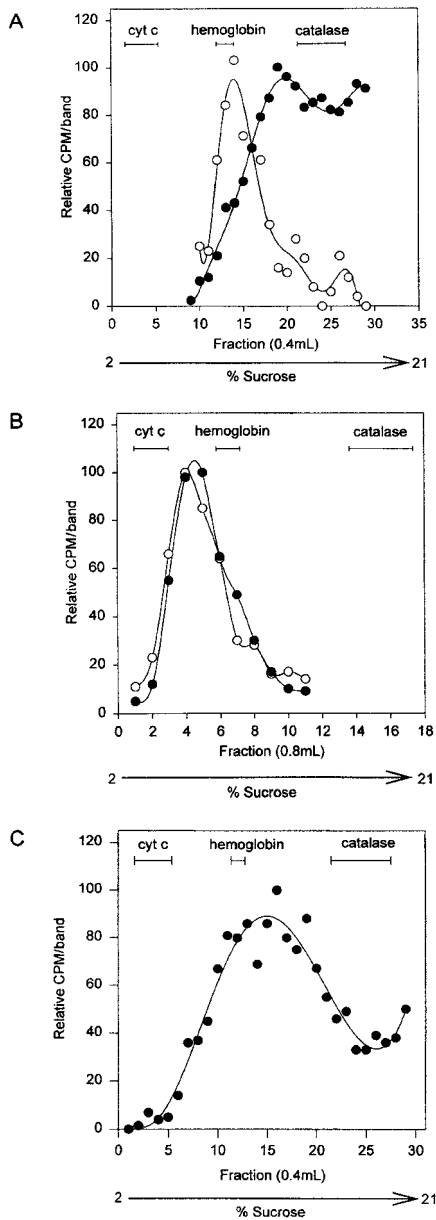 A
cyt c hemoglobin catalase
120
100
80
60
40
20
0
Relative CPM/band
0 5 10 15 20 25 30 35
Fraction (0.4mL)
2 21
% Sucrose
B
cyt c hemoglobin catalase
120
100
80
60
40
20
0
Relative CPM/band
0 2 4 6 8 10 12 14 16 18
Fraction (0.8mL)
2 21
% Sucrose
C
cyt c hemoglobin catalase
120
100
80
60
40
20
0
Relative CPM/band
0 5 10 15 20 25 30
Fraction (0.4mL)
2 21
% Sucrose